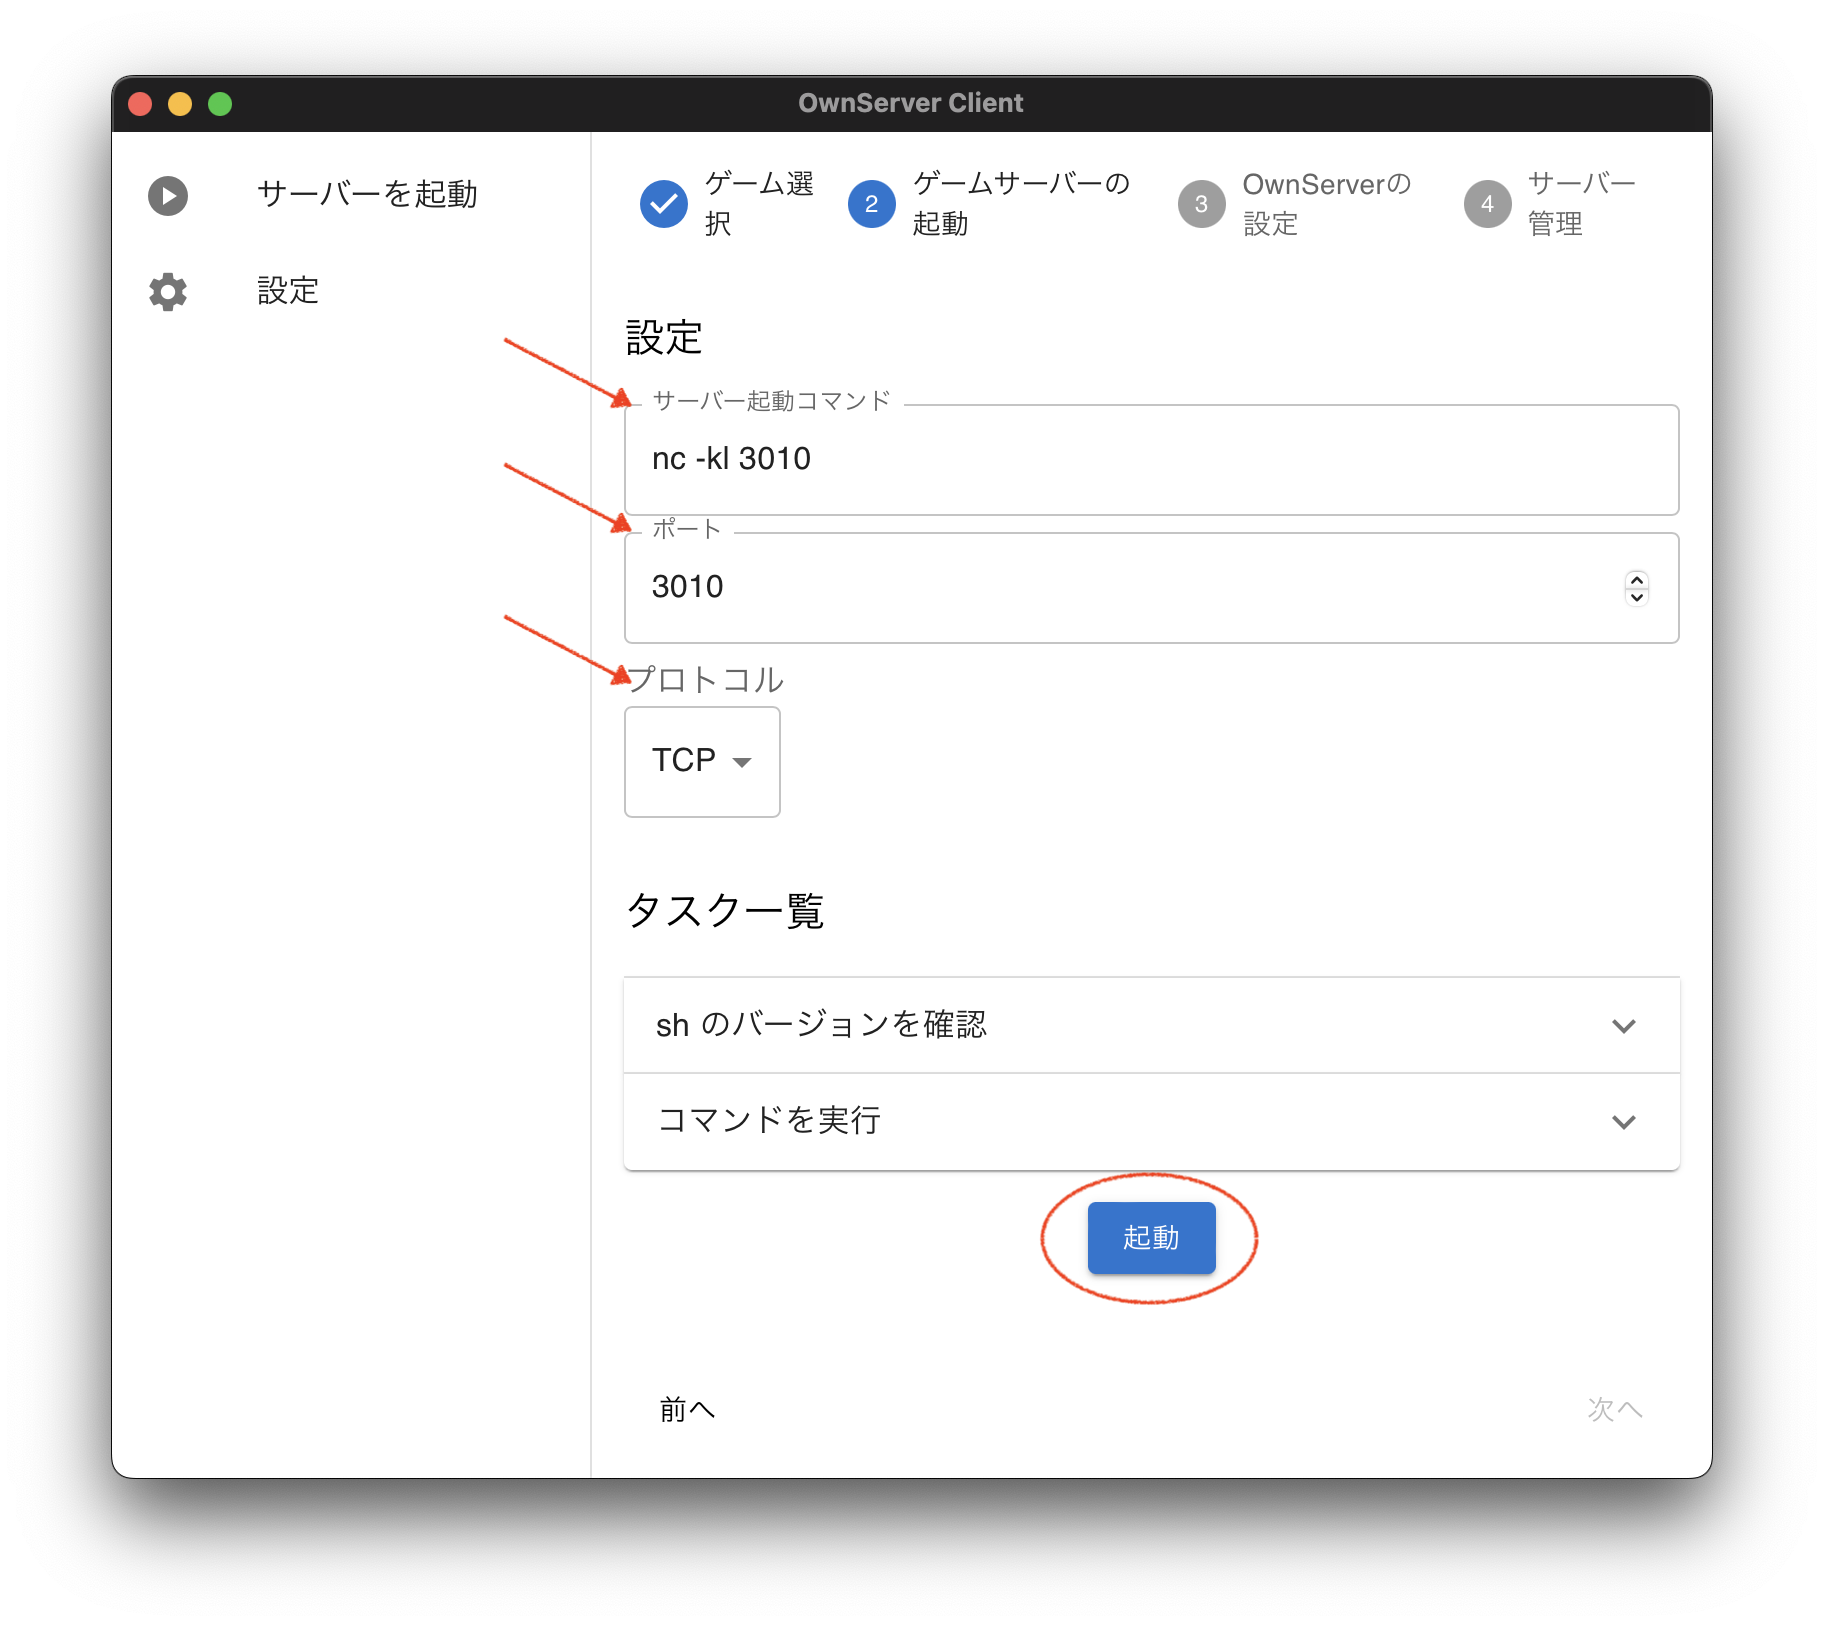 OwnServer Client
サーバーを起動
設定
ゲーム選
択
2
ゲームサーバーの
起動
3
OwnServerの
設定
4
サーバー
管理
設定
サーバー起動コマンド
nc -kl 3010
ポート
3010
プロトコル
TCP
タスク一覧
sh のバージョンを確認
コマンドを実行
起動
前へ
次へ